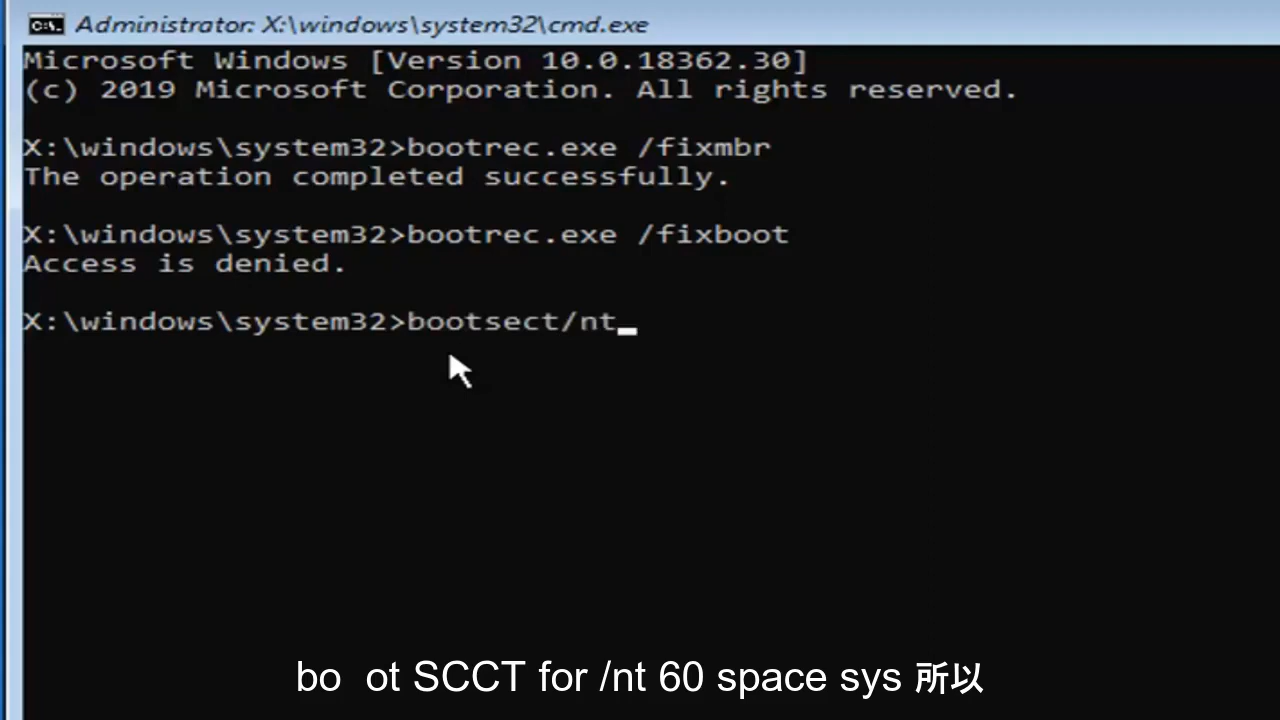 Administrator: X:\windows\system32\cmd.exe
Microsoft Windows [Version 10.0.18362.30]
(c) 2019 Microsoft Corporation. All rights reserved.
X:\windows\system32>bootrec.exe /fixmbr
The operation completed successfully.
X:\windows\system32>bootrec.exe /fixboot
Access is denied.
X:\windows\system32>bootsect/nt_
bo ot SCCT for /nt 60 space sys 所以